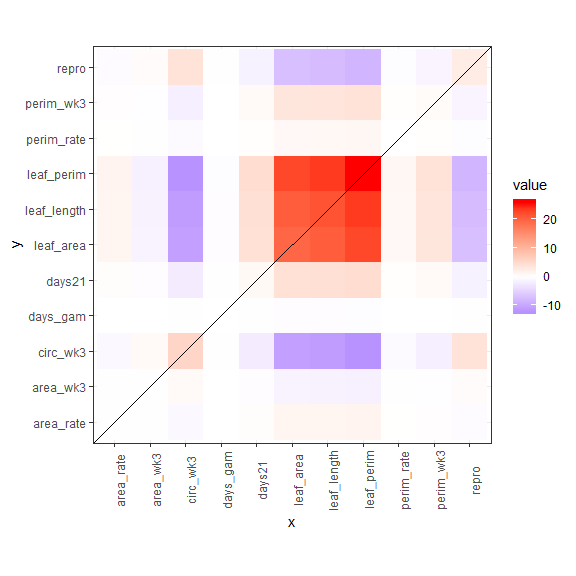 repro
perim_wk3
perim_rate
leaf_perim
leaf_length
leaf_area
days21
days_gam
circ_wk3
area_wk3
area_rate
y
area_rate
area_wk3
circ_wk3
days_gam
days21
leaf_area
leaf_length
leaf_perim
perim_rate
perim_wk3
repro
x
value
20
10
0
-10